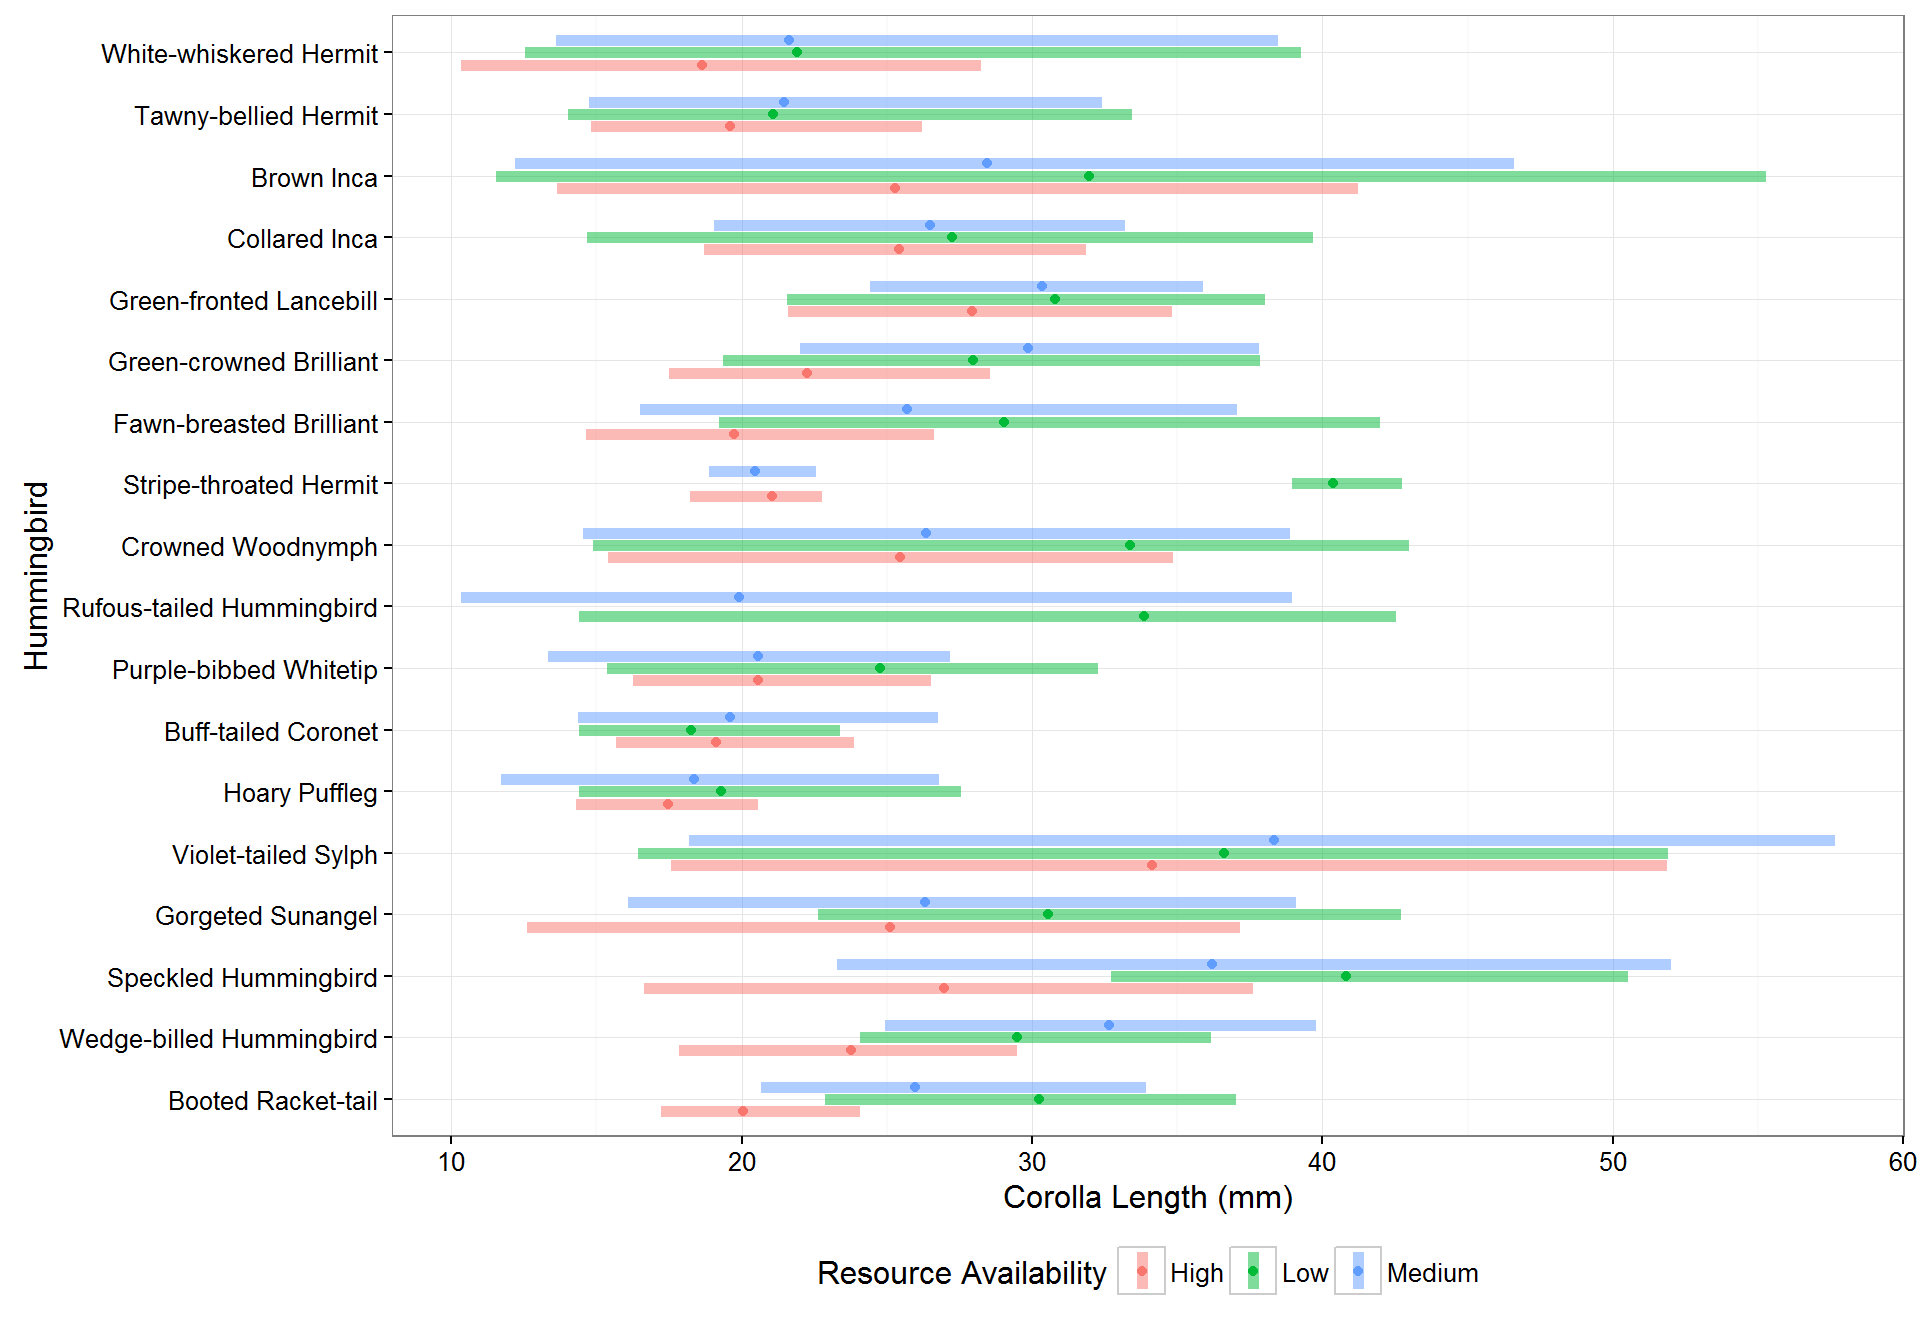 White-whiskered Hermit
Tawny-bellied Hermit
Brown Inca
Collared Inca
Green-fronted Lancebill
Green-crowned Brilliant
Fawn-breasted Brilliant
Stripe-throated Hermit
Crowned Woodnymph
Rufous-tailed Hummingbird
Purple-bibbed Whitetip
Buff-tailed Coronet
Hoary Puffleg
Violet-tailed Sylph
Gorgeted Sunangel
Speckled Hummingbird
Wedge-billed Hummingbird
Booted Racket-tail
Hummingbird
10 20 30 40 50 60
Corolla Length (mm)
Resource Availability High Low Medium